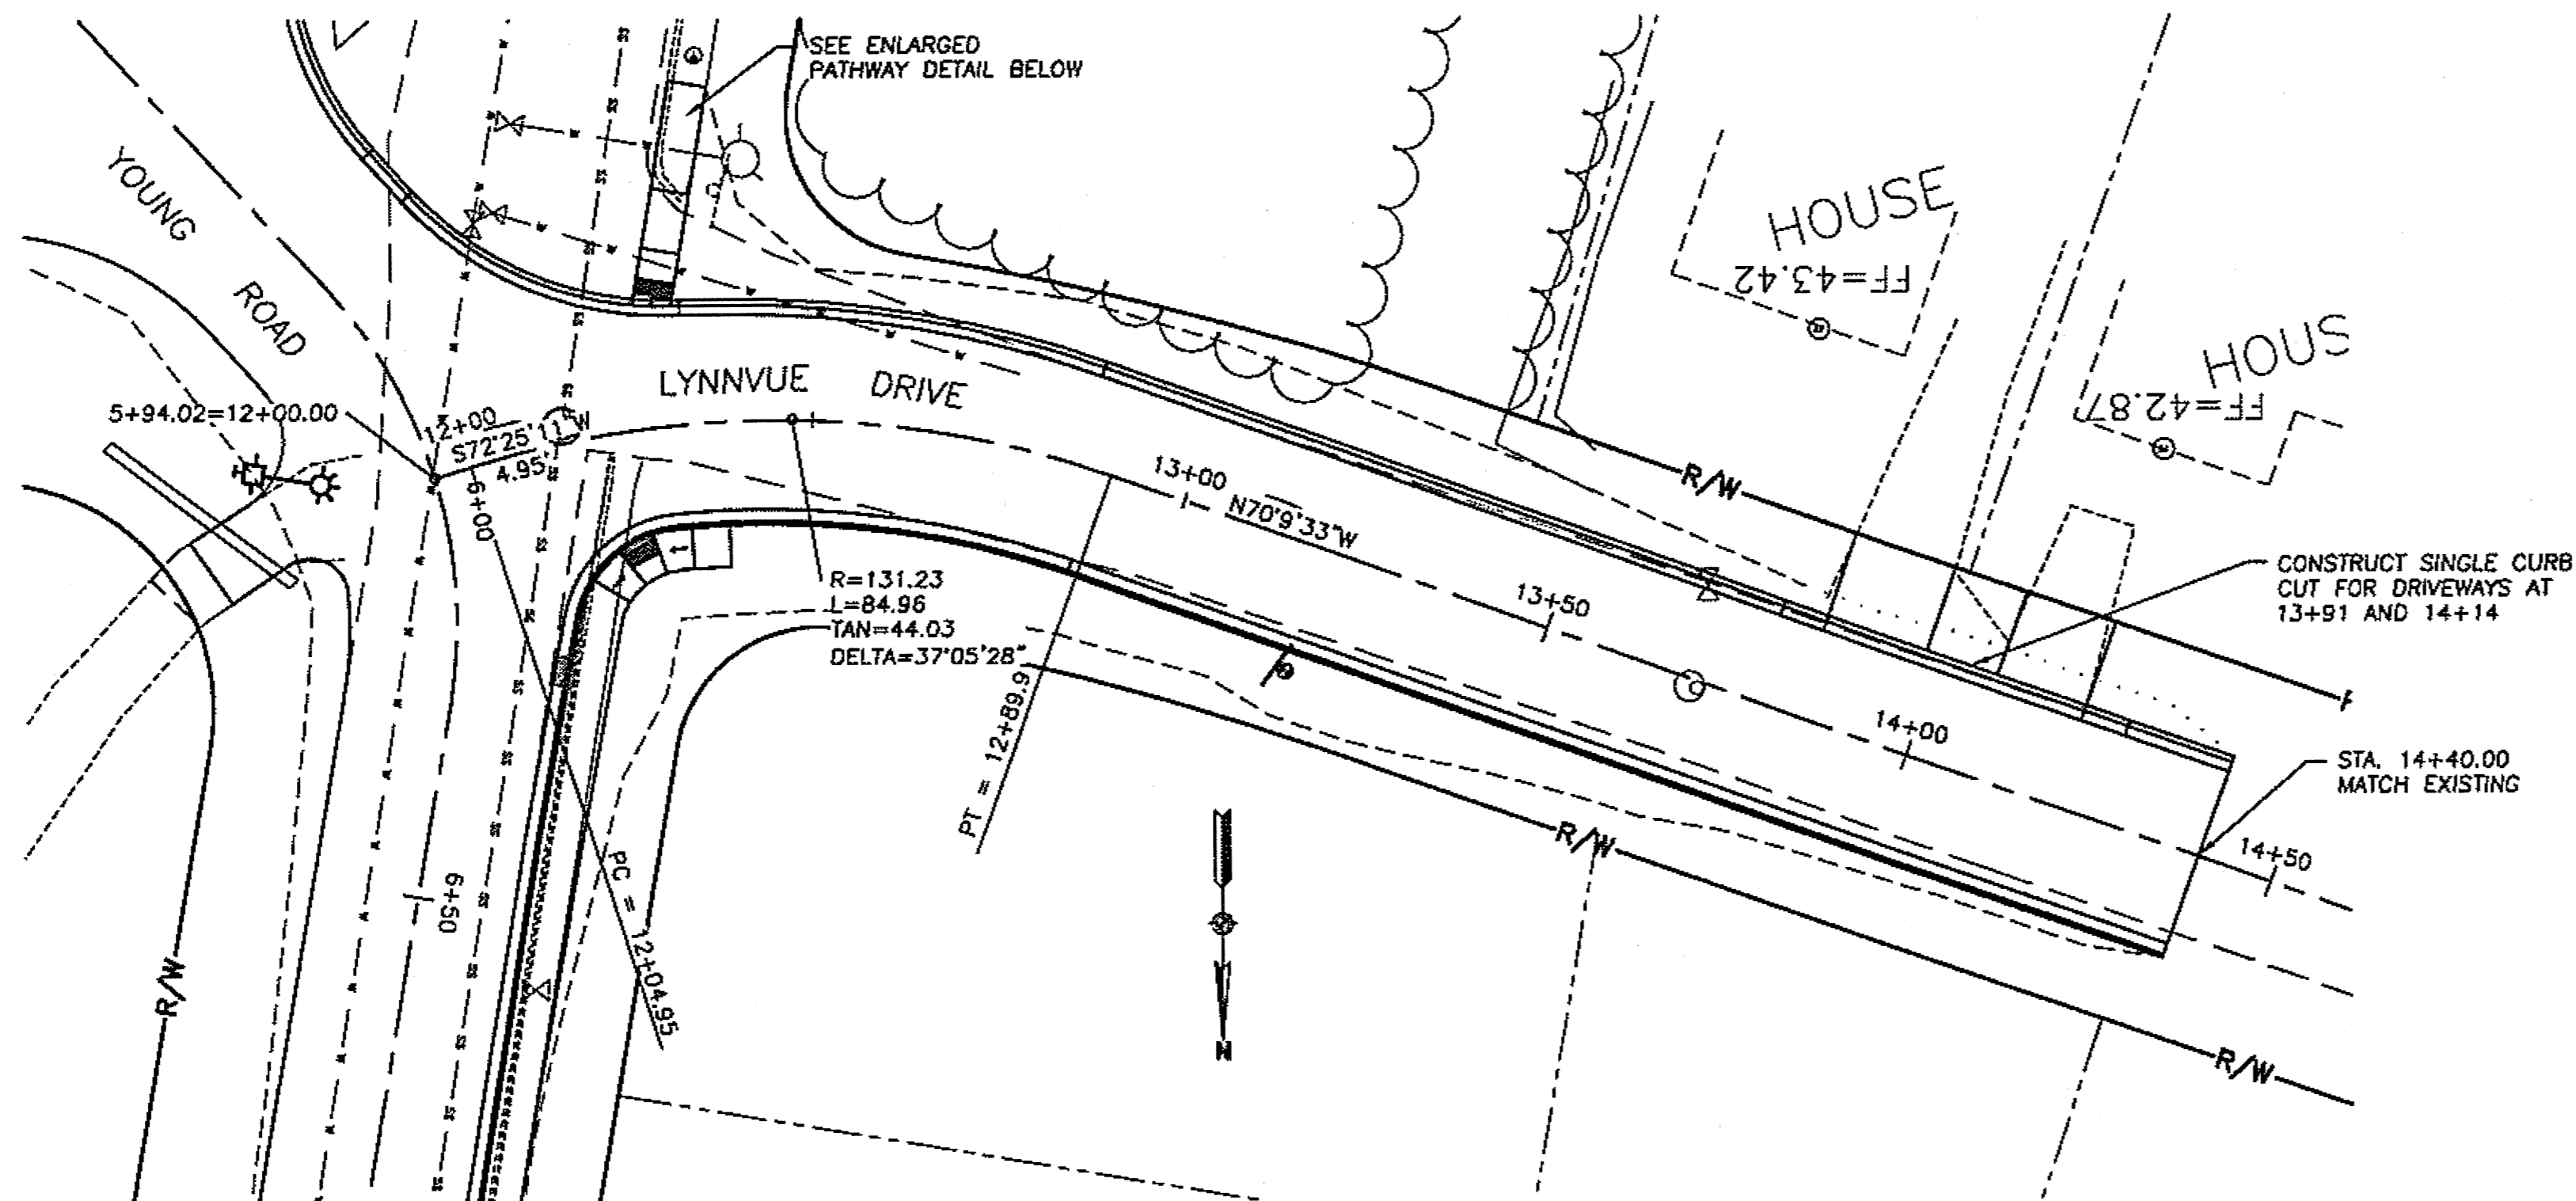 SEE ENLARGED
PATHWAY DETAIL BELOW
YOUNG
ROAD
HOUSE
FF=43.42
FF=42.87
LYNNVUE DRIVE
5+94.02=12+00.00
12+00
S72°25'11"W
4.95'
6+00
13+00
N70°9'33"W
R/W
13+50
R=131.23
L=84.96
TAN=44.03
DELTA=37°05'28"
CONSTRUCT SINGLE CURB
CUT FOR DRIVEWAYS AT
13+91 AND 14+14
14+00
PT = 12+89.9
STA. 14+40.00
MATCH EXISTING
14+50
R/W
6+50
PC = 12+04.95
R/W
N
R/W